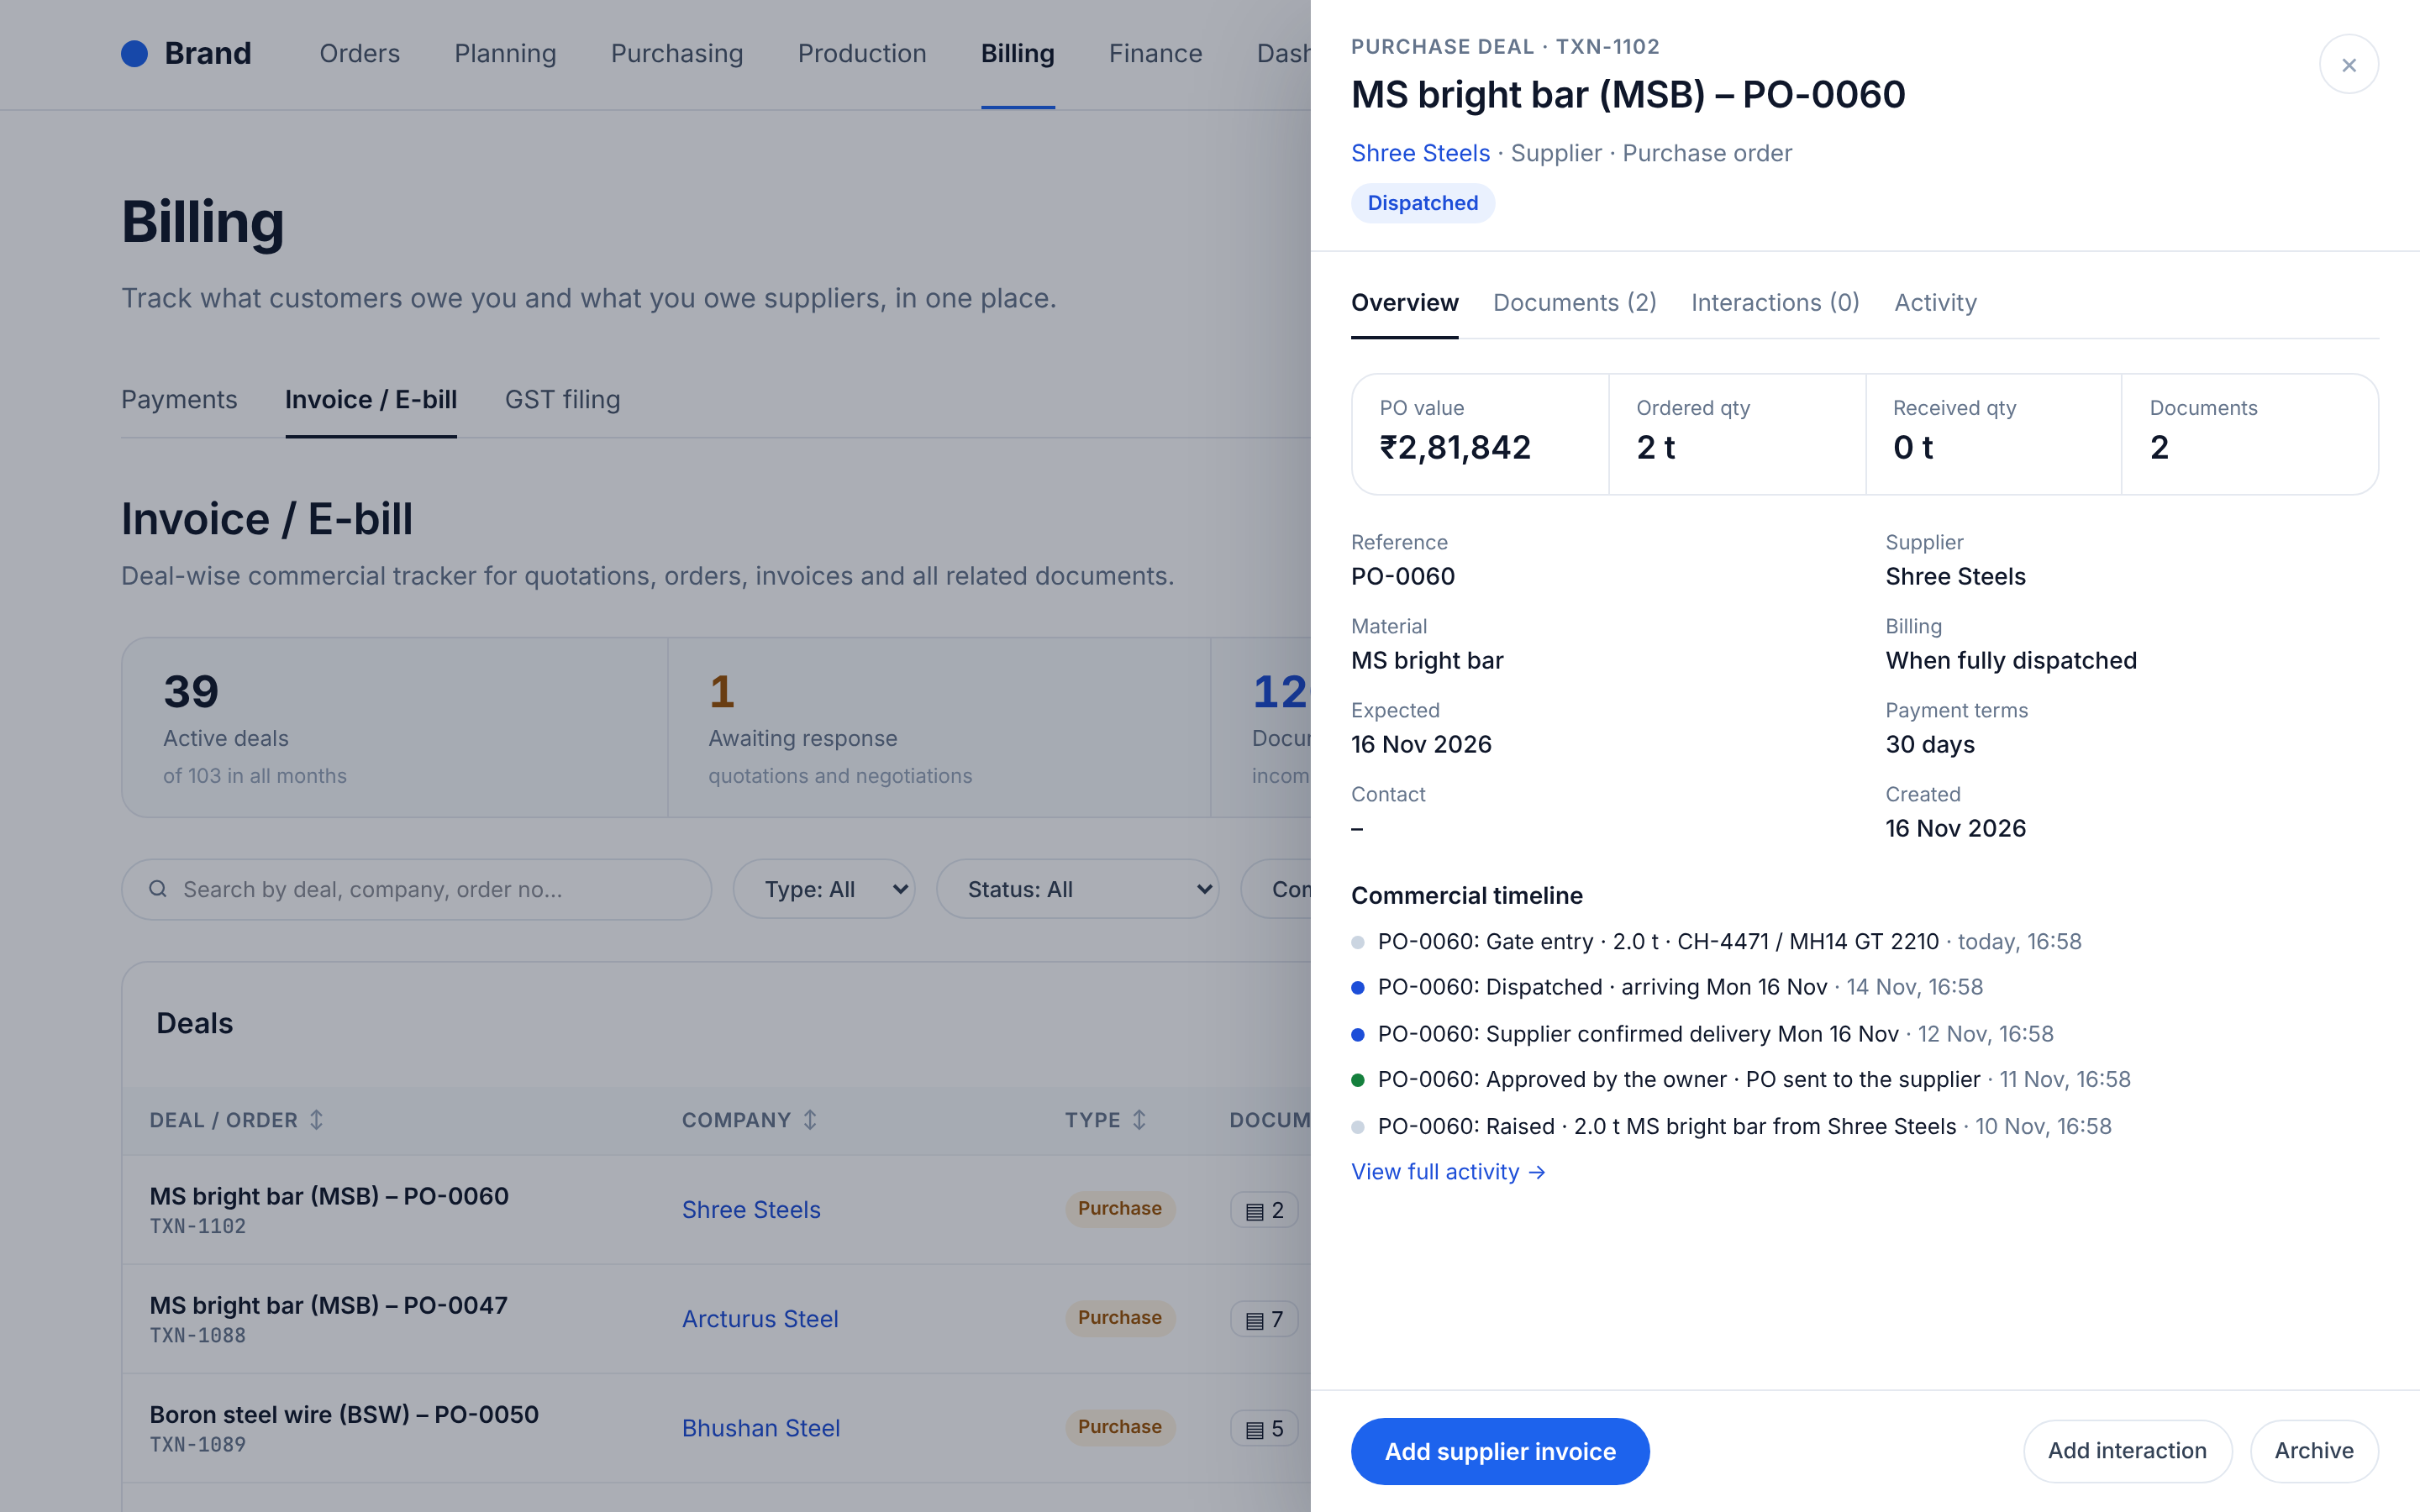 Brand Orders Planning Purchasing Production Billing Finance
Billing
Track what customers owe you and what you owe suppliers, in one place.
Payments Invoice / E-bill GST filing
Invoice / E-bill
Deal-wise commercial tracker for quotations, orders, invoices and all related documents.
39
Active deals
of 103 in all months
1
Awaiting response
quotations and negotiations
Search by deal, company, order no...
Type: All
Status: All
Deals
DEAL / ORDER COMPANY TYPE
MS bright bar (MSB) – PO-0060
TXN-1102
Shree Steels
Purchase
2
MS bright bar (MSB) – PO-0047
TXN-1088
Arcturus Steel
Purchase
7
Boron steel wire (BSW) – PO-0050
TXN-1089
Bhushan Steel
Purchase
5
PURCHASE DEAL · TXN-1102
MS bright bar (MSB) – PO-0060
Shree Steels · Supplier · Purchase order
Dispatched
Overview Documents (2) Interactions (0) Activity
PO value
₹2,81,842
Ordered qty
2 t
Received qty
0 t
Documents
2
Reference
PO-0060
Supplier
Shree Steels
Material
MS bright bar
Billing
When fully dispatched
Expected
16 Nov 2026
Payment terms
30 days
Contact
–
Created
16 Nov 2026
Commercial timeline
PO-0060: Gate entry · 2.0 t · CH-4471 / MH14 GT 2210 · today, 16:58
PO-0060: Dispatched · arriving Mon 16 Nov · 14 Nov, 16:58
PO-0060: Supplier confirmed delivery Mon 16 Nov · 12 Nov, 16:58
PO-0060: Approved by the owner · PO sent to the supplier · 11 Nov, 16:58
PO-0060: Raised · 2.0 t MS bright bar from Shree Steels · 10 Nov, 16:58
View full activity →
Add supplier invoice
Add interaction
Archive